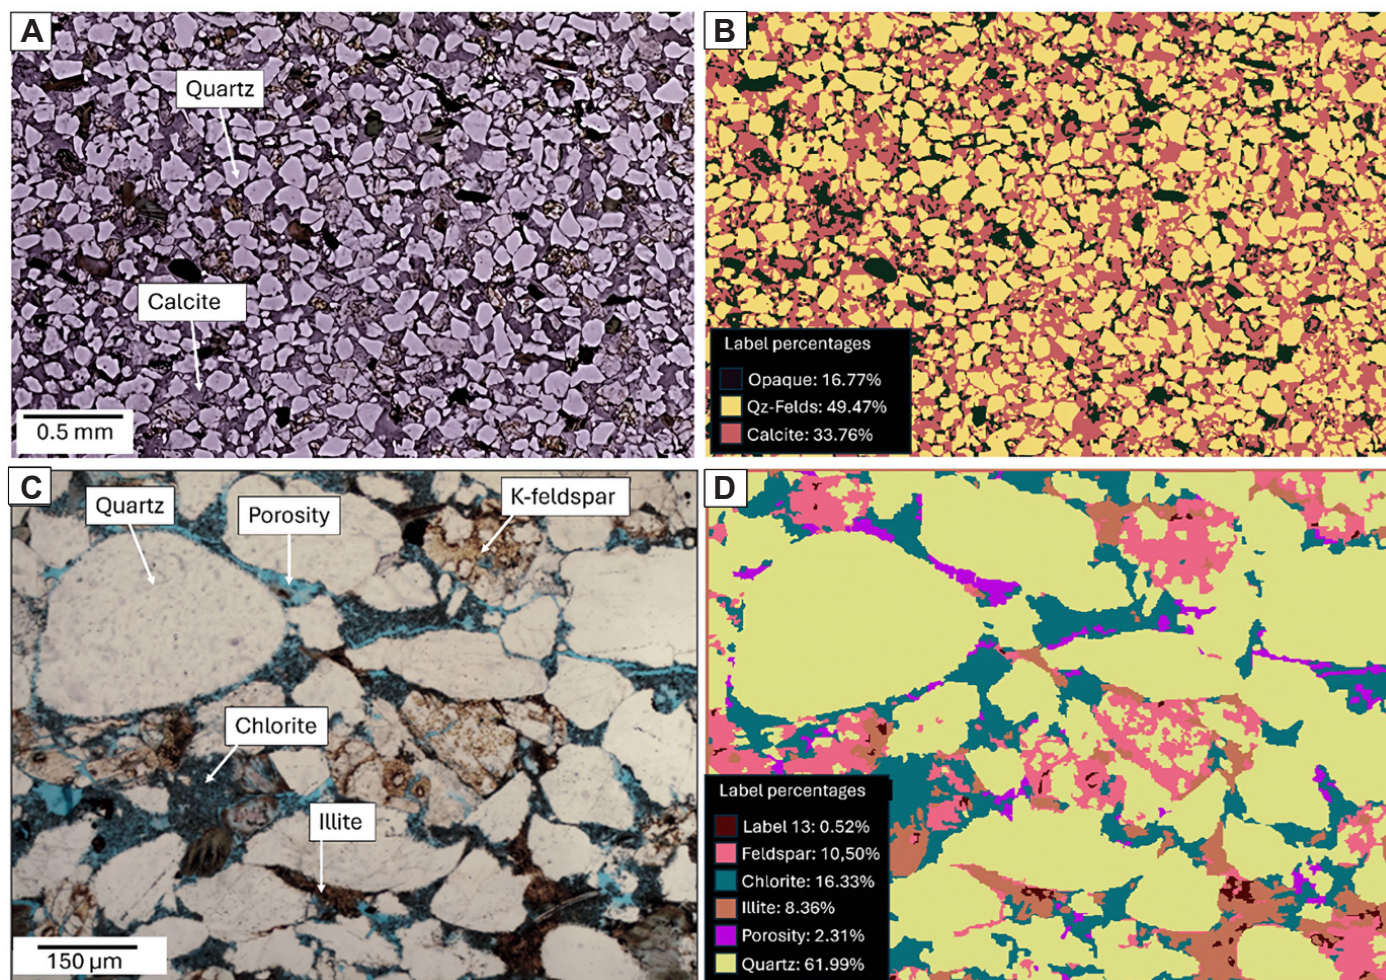 A
Quartz
Calcite
0.5 mm
B
Label percentages
Opaque: 16.77%
Qz-Felds: 49.47%
Calcite: 33.76%
C
Quartz
Porosity
K-feldspar
Chlorite
Illite
150 µm
D
Label percentages
Label 13: 0.52%
Feldspar: 10,50%
Chlorite: 16.33%
Illite: 8.36%
Porosity: 2.31%
Quartz: 61.99%